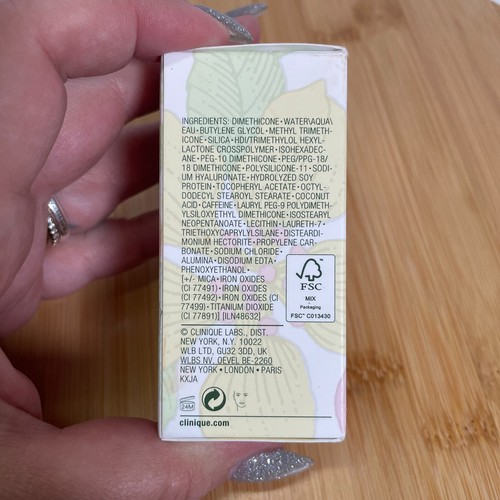 INGREDIENTS: DIMETHICONE•WATER\AQUA\
EAU•BUTYLENE GLYCOL•METHYL TRIMETH-
ICONE•SILICA•HDI/TRIMETHYLOL HEXYL-
LACTONE CROSSPOLYMER•ISOHEXADEC-
ANE•PEG-10 DIMETHICONE•PEG/PPG-18/
18 DIMETHICONE•POLYSILICONE-11•SODI-
UM HYALURONATE•HYDROLYZED SOY
PROTEIN•TOCOPHERYL ACETATE•OCTYL-
DODECYL STEAROYL STEARATE•COCONUT
ACID•CAFFEINE•LAURYL PEG-9 POLYDIMETH-
YLSILOXYETHYL DIMETHICONE•ISOSTEARYL
NEOPENTANOATE•LECITHIN•LAURETH-7•
TRIETHOXYCAPRYLYLSILANE•DISTEARDI-
MONIUM HECTORITE•PROPYLENE CAR-
BONATE•SODIUM CHLORIDE•
ALUMINA•DISODIUM EDTA•
PHENOXYETHANOL•
[+/- MICA•IRON OXIDES
(CI 77491)•IRON OXIDES
(CI 77492)•IRON OXIDES (CI
77499)•TITANIUM DIOXIDE
(CI 77891)] [ILN48632]
FSC
MIX
Packaging
FSC® C013430
© CLINIQUE LABS., DIST.
NEW YORK, N.Y. 10022
WLB LTD, GU32 3DD, UK
WLBS NV, OEVEL BE-2260
NEW YORK•LONDON•PARIS
KXJA
24M
clinique.com